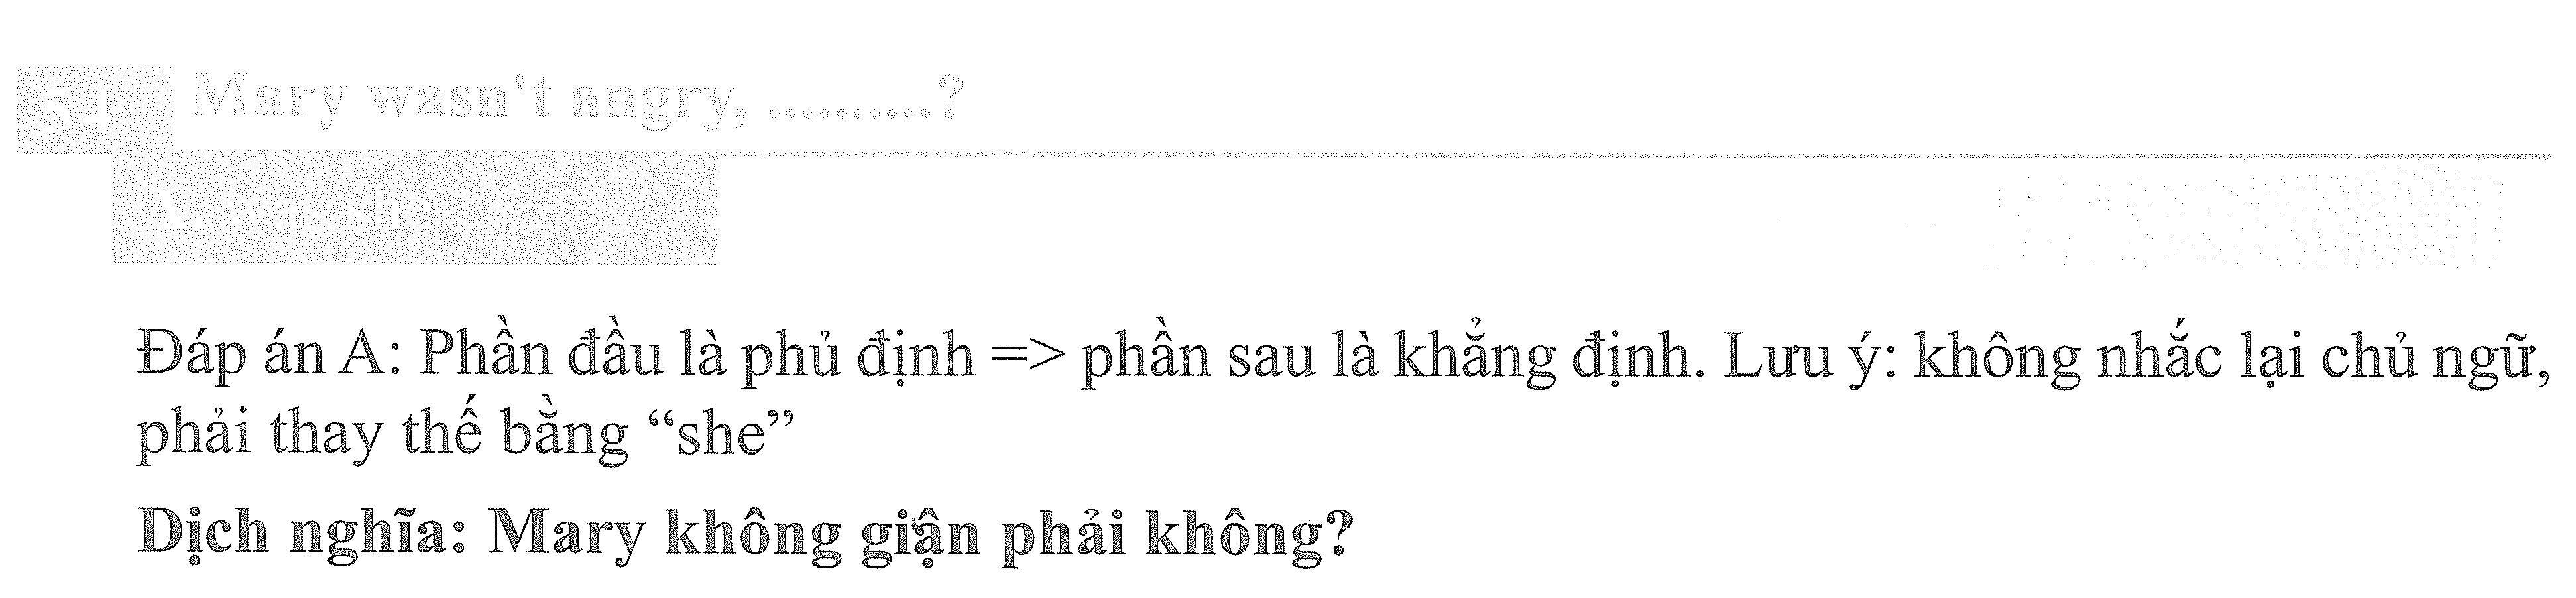 54 Mary wasn't angry, ..........?
A. was she
Đáp án A: Phần đầu là phủ định => phần sau là khẳng định. Lưu ý: không nhắc lại chủ ngữ,
phải thay thế bằng “she”
Dịch nghĩa: Mary không giận phải không?